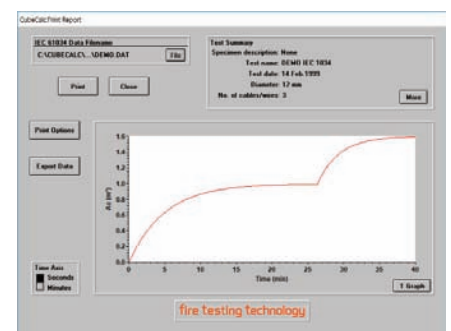 CubeCalcPrint Report
IEC 61034 Data Filename
C:\CUBECALC\...\DEMO.DAT
File
Print
Close
Test Summary
Specimen description: None
Test name: DEMO IEC 1034
Test date: 14 Feb 1999
Diameter: 12 mm
No. of cables/wires: 3
More
Print Options
Export Data
1.6
1.4
1.2
1.0
0.8
0.6
0.4
0.2
0.0
Az (m²)
0 5 10 15 20 25 30 35 40
Time (min)
Time Axis
Seconds
Minutes
T Graph
fire testing technology